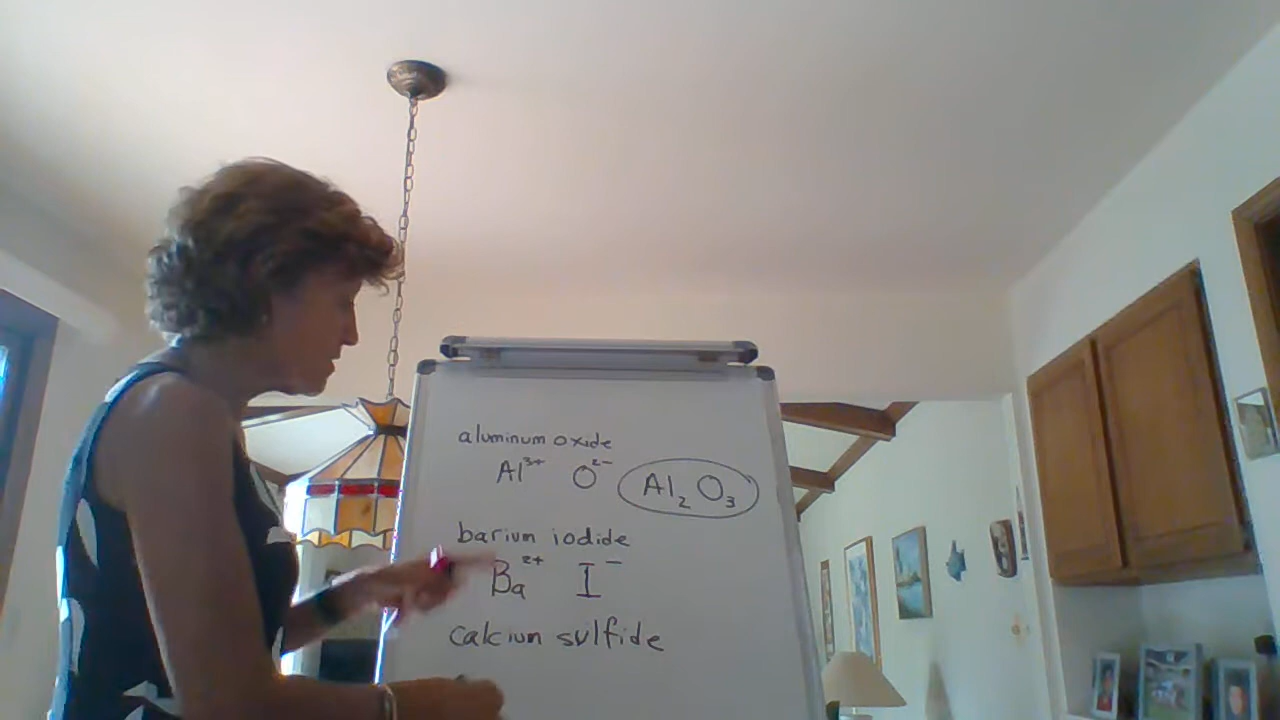 aluminum oxide
Al³⁺ O²⁻ Al₂O₃
barium iodide
Ba²⁺ I⁻
calcium sulfide